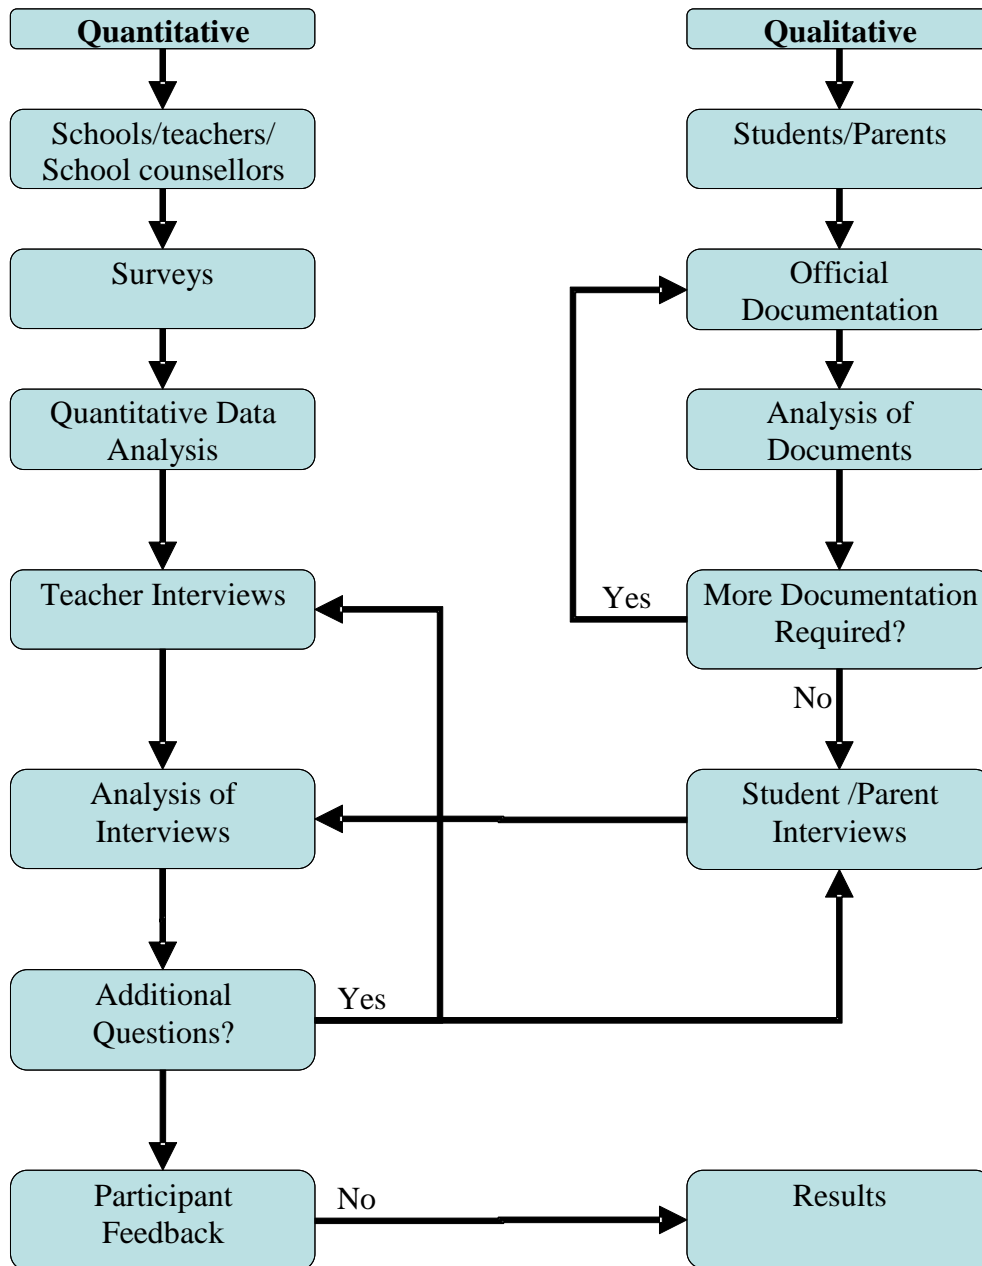 Quantitative
Qualitative
Schools/teachers/
School counsellors
Students/Parents
Surveys
Official
Documentation
Quantitative Data
Analysis
Analysis of
Documents
Teacher Interviews
Yes
More Documentation
Required?
No
Analysis of
Interviews
Student /Parent
Interviews
Additional
Questions?
Yes
Participant
Feedback
No
Results